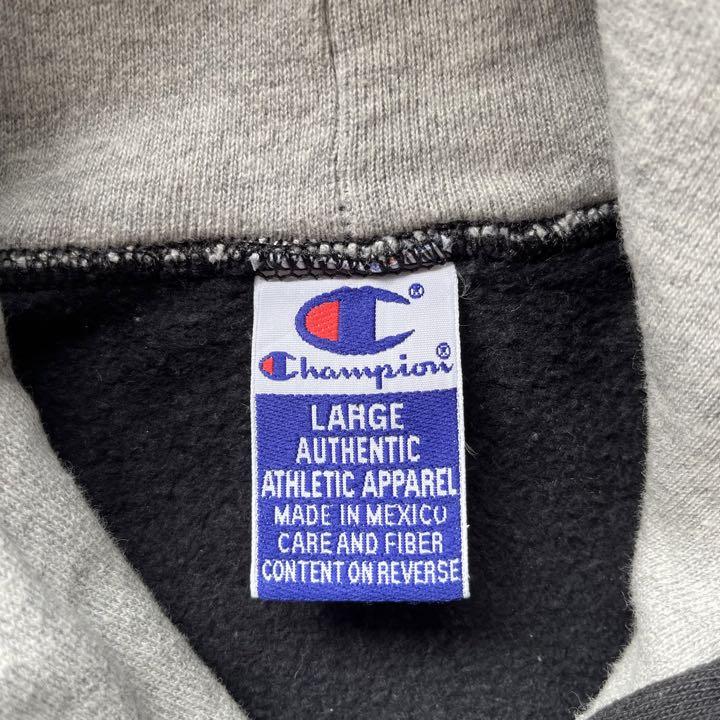 ®
Champion®
LARGE
AUTHENTIC
ATHLETIC APPAREL
MADE IN MEXICO
CARE AND FIBER
CONTENT ON REVERSE